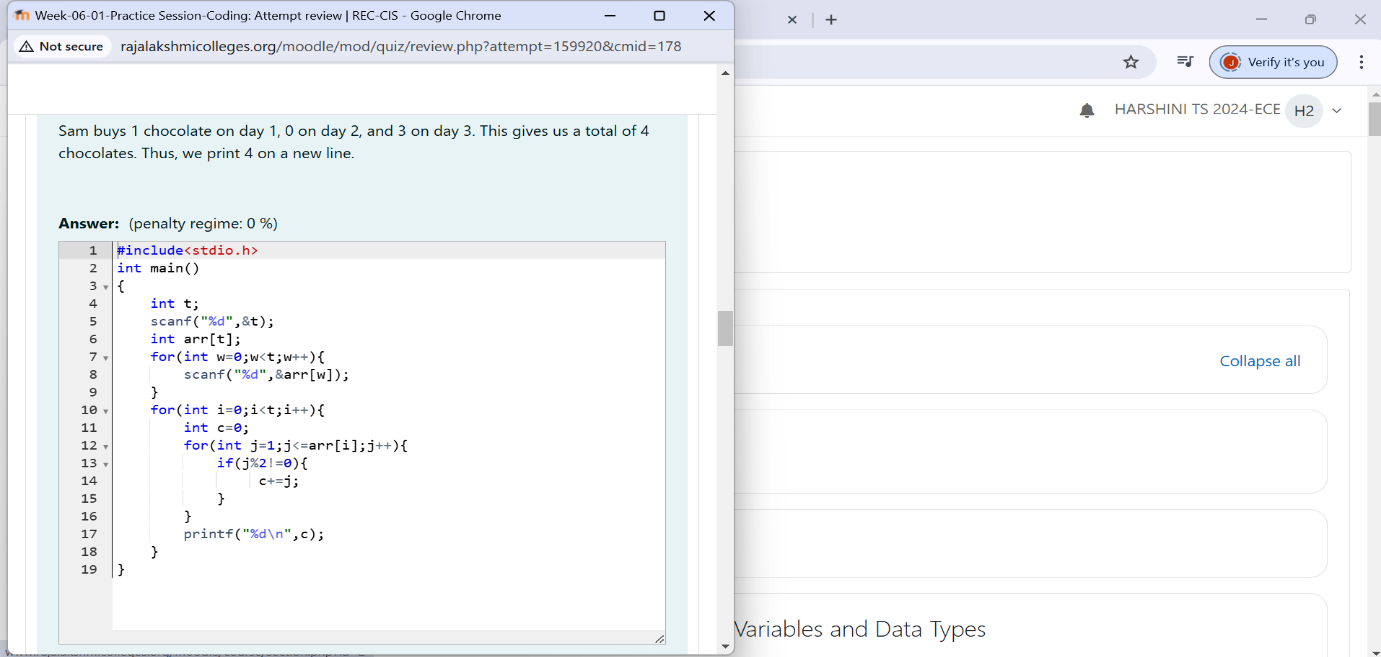 Week-06-01-Practice Session-Coding: Attempt review | REC-CIS - Google Chrome
Not secure rajalakshmicolleges.org/moodle/mod/quiz/review.php?attempt=159920&cmid=178
Verify it's you
HARSHINI TS 2024-ECE H2
Sam buys 1 chocolate on day 1, 0 on day 2, and 3 on day 3. This gives us a total of 4
chocolates. Thus, we print 4 on a new line.
Answer: (penalty regime: 0 %)
1 #include<stdio.h>
2 int main()
3 {
4 int t;
5 scanf("%d",&t);
6 int arr[t];
7 for(int w=0;w<t;w++){
8 scanf("%d",&arr[w]);
9 }
10 for(int i=0;i<t;i++){
11 int c=0;
12 for(int j=1;j<=arr[i];j++){
13 if(j%2!=0){
14 c+=j;
15 }
16 }
17 printf("%d\n",c);
18 }
19 }
Collapse all
Variables and Data Types